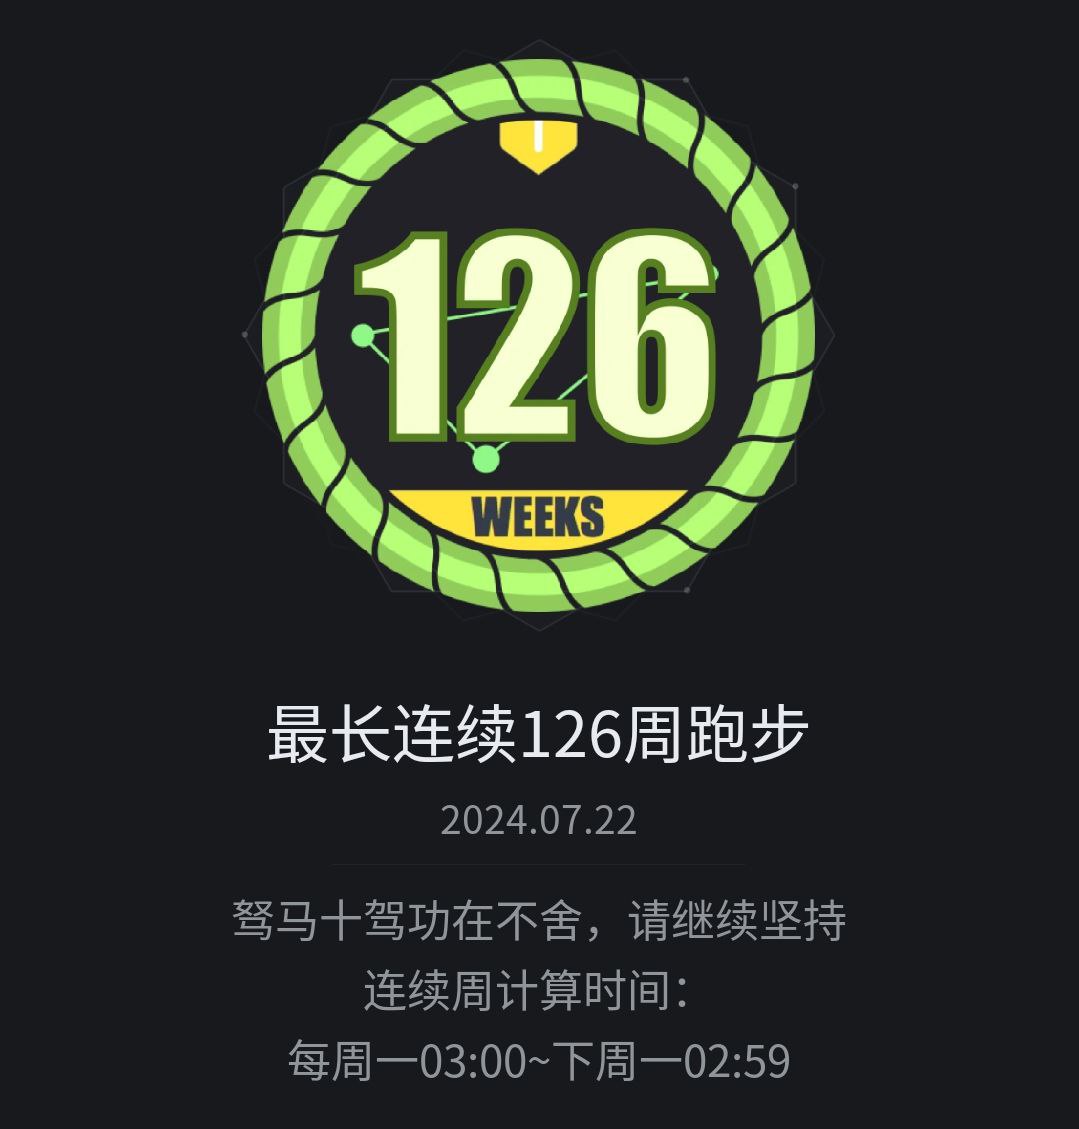 126
WEEKS
最长连续126周跑步
2024.07.22
驽马十驾功在不舍，请继续坚持
连续周计算时间：
每周一03:00~下周一02:59